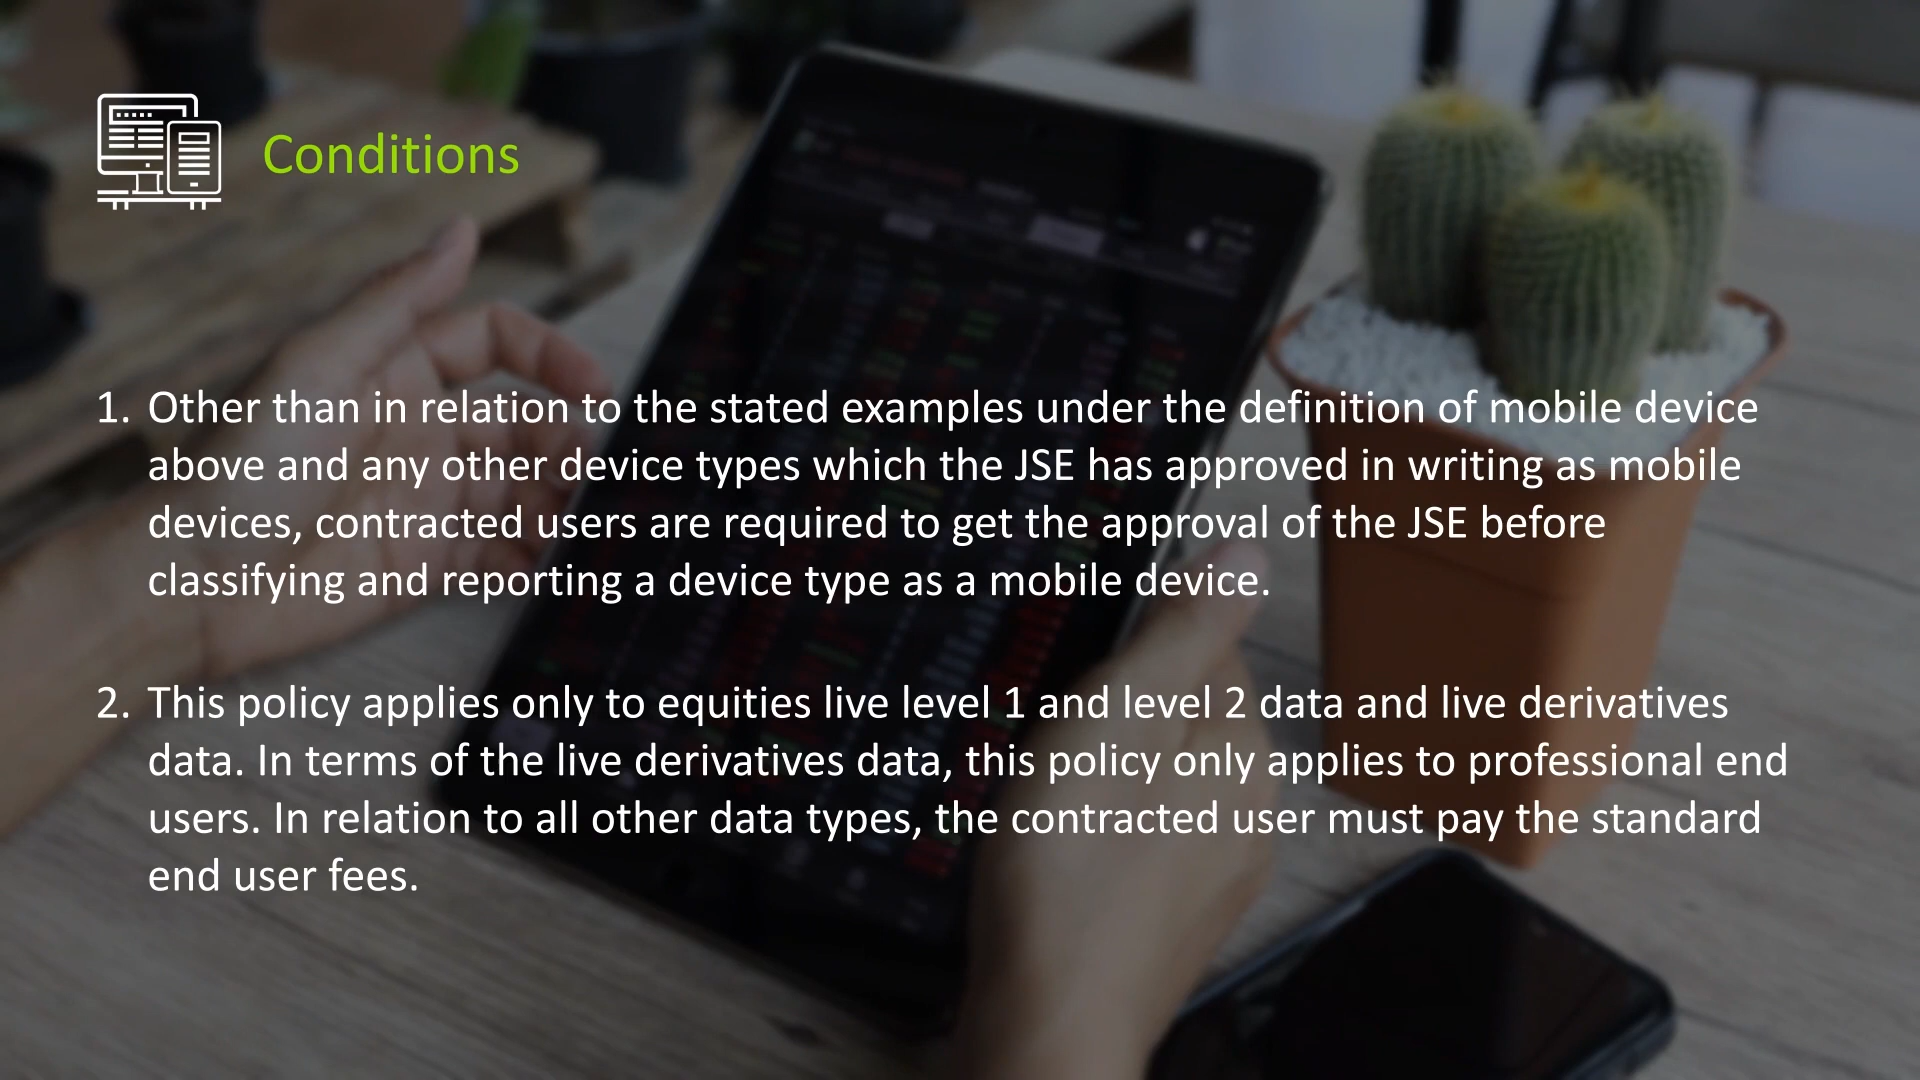 Conditions
1. Other than in relation to the stated examples under the definition of mobile device
above and any other device types which the JSE has approved in writing as mobile
devices, contracted users are required to get the approval of the JSE before
classifying and reporting a device type as a mobile device.
2. This policy applies only to equities live level 1 and level 2 data and live derivatives
data. In terms of the live derivatives data, this policy only applies to professional end
users. In relation to all other data types, the contracted user must pay the standard
end user fees.